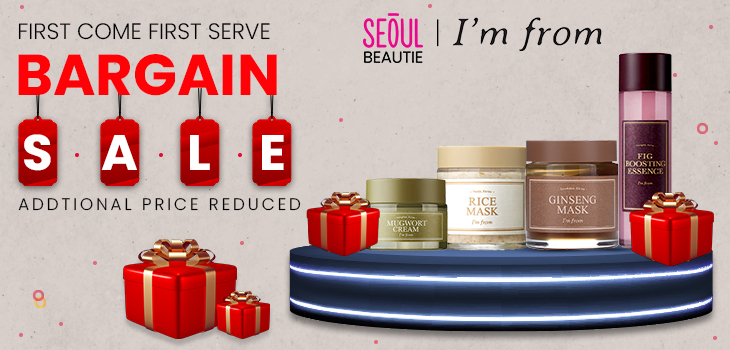 FIRST COME FIRST SERVE
BARGAIN
S A L E
ADDTIONAL PRICE REDUCED
SEŌUL
BEAUTIE
I'm from
MUGWORT
CREAM
I'm from
RICE
MASK
I'm from
GINSENG
MASK
I'm from
FIG
BOOSTING
ESSENCE
I'm from